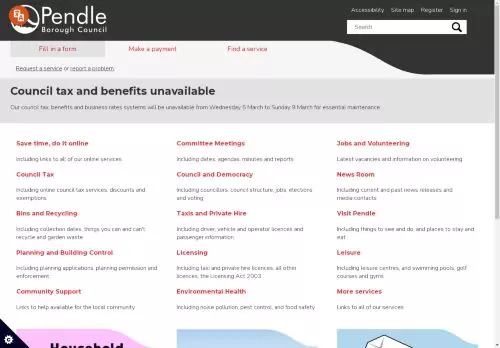 Pendle
Borough Council
Accessibility Site map Register Sign in
Search
Fill in a form Make a payment Find a service
Request a service or report a problem
Council tax and benefits unavailable
Our council tax, benefits and business rates systems will be unavailable from Wednesday 5 March to Sunday 9 March for essential maintenance.
Save time, do it online
Including links to all of our online services
Committee Meetings
Including dates, agendas, minutes and reports
Jobs and Volunteering
Latest vacancies and information on volunteering
Council Tax
Including online council tax services, discounts and
exemptions
Council and Democracy
Including councillors, council structure, jobs, elections
and voting
News Room
Including current and past news releases and
media contacts
Bins and Recycling
Including collection dates, things you can and can't
recycle and garden waste
Taxis and Private Hire
Including driver, vehicle and operator licences and
passenger information
Visit Pendle
Including things to see and do, and places to stay and
eat
Planning and Building Control
Including planning applications, planning permission and
enforcement
Licensing
Including taxi and private hire licences, all other
licences, the Licensing Act 2003
Leisure
Including leisure centres, and swimming pools, golf
courses and gyms
Community Support
Links to help available for the local community
Environmental Health
Including noise pollution, pest control, and food safety
More services
Links to all of our services
Household